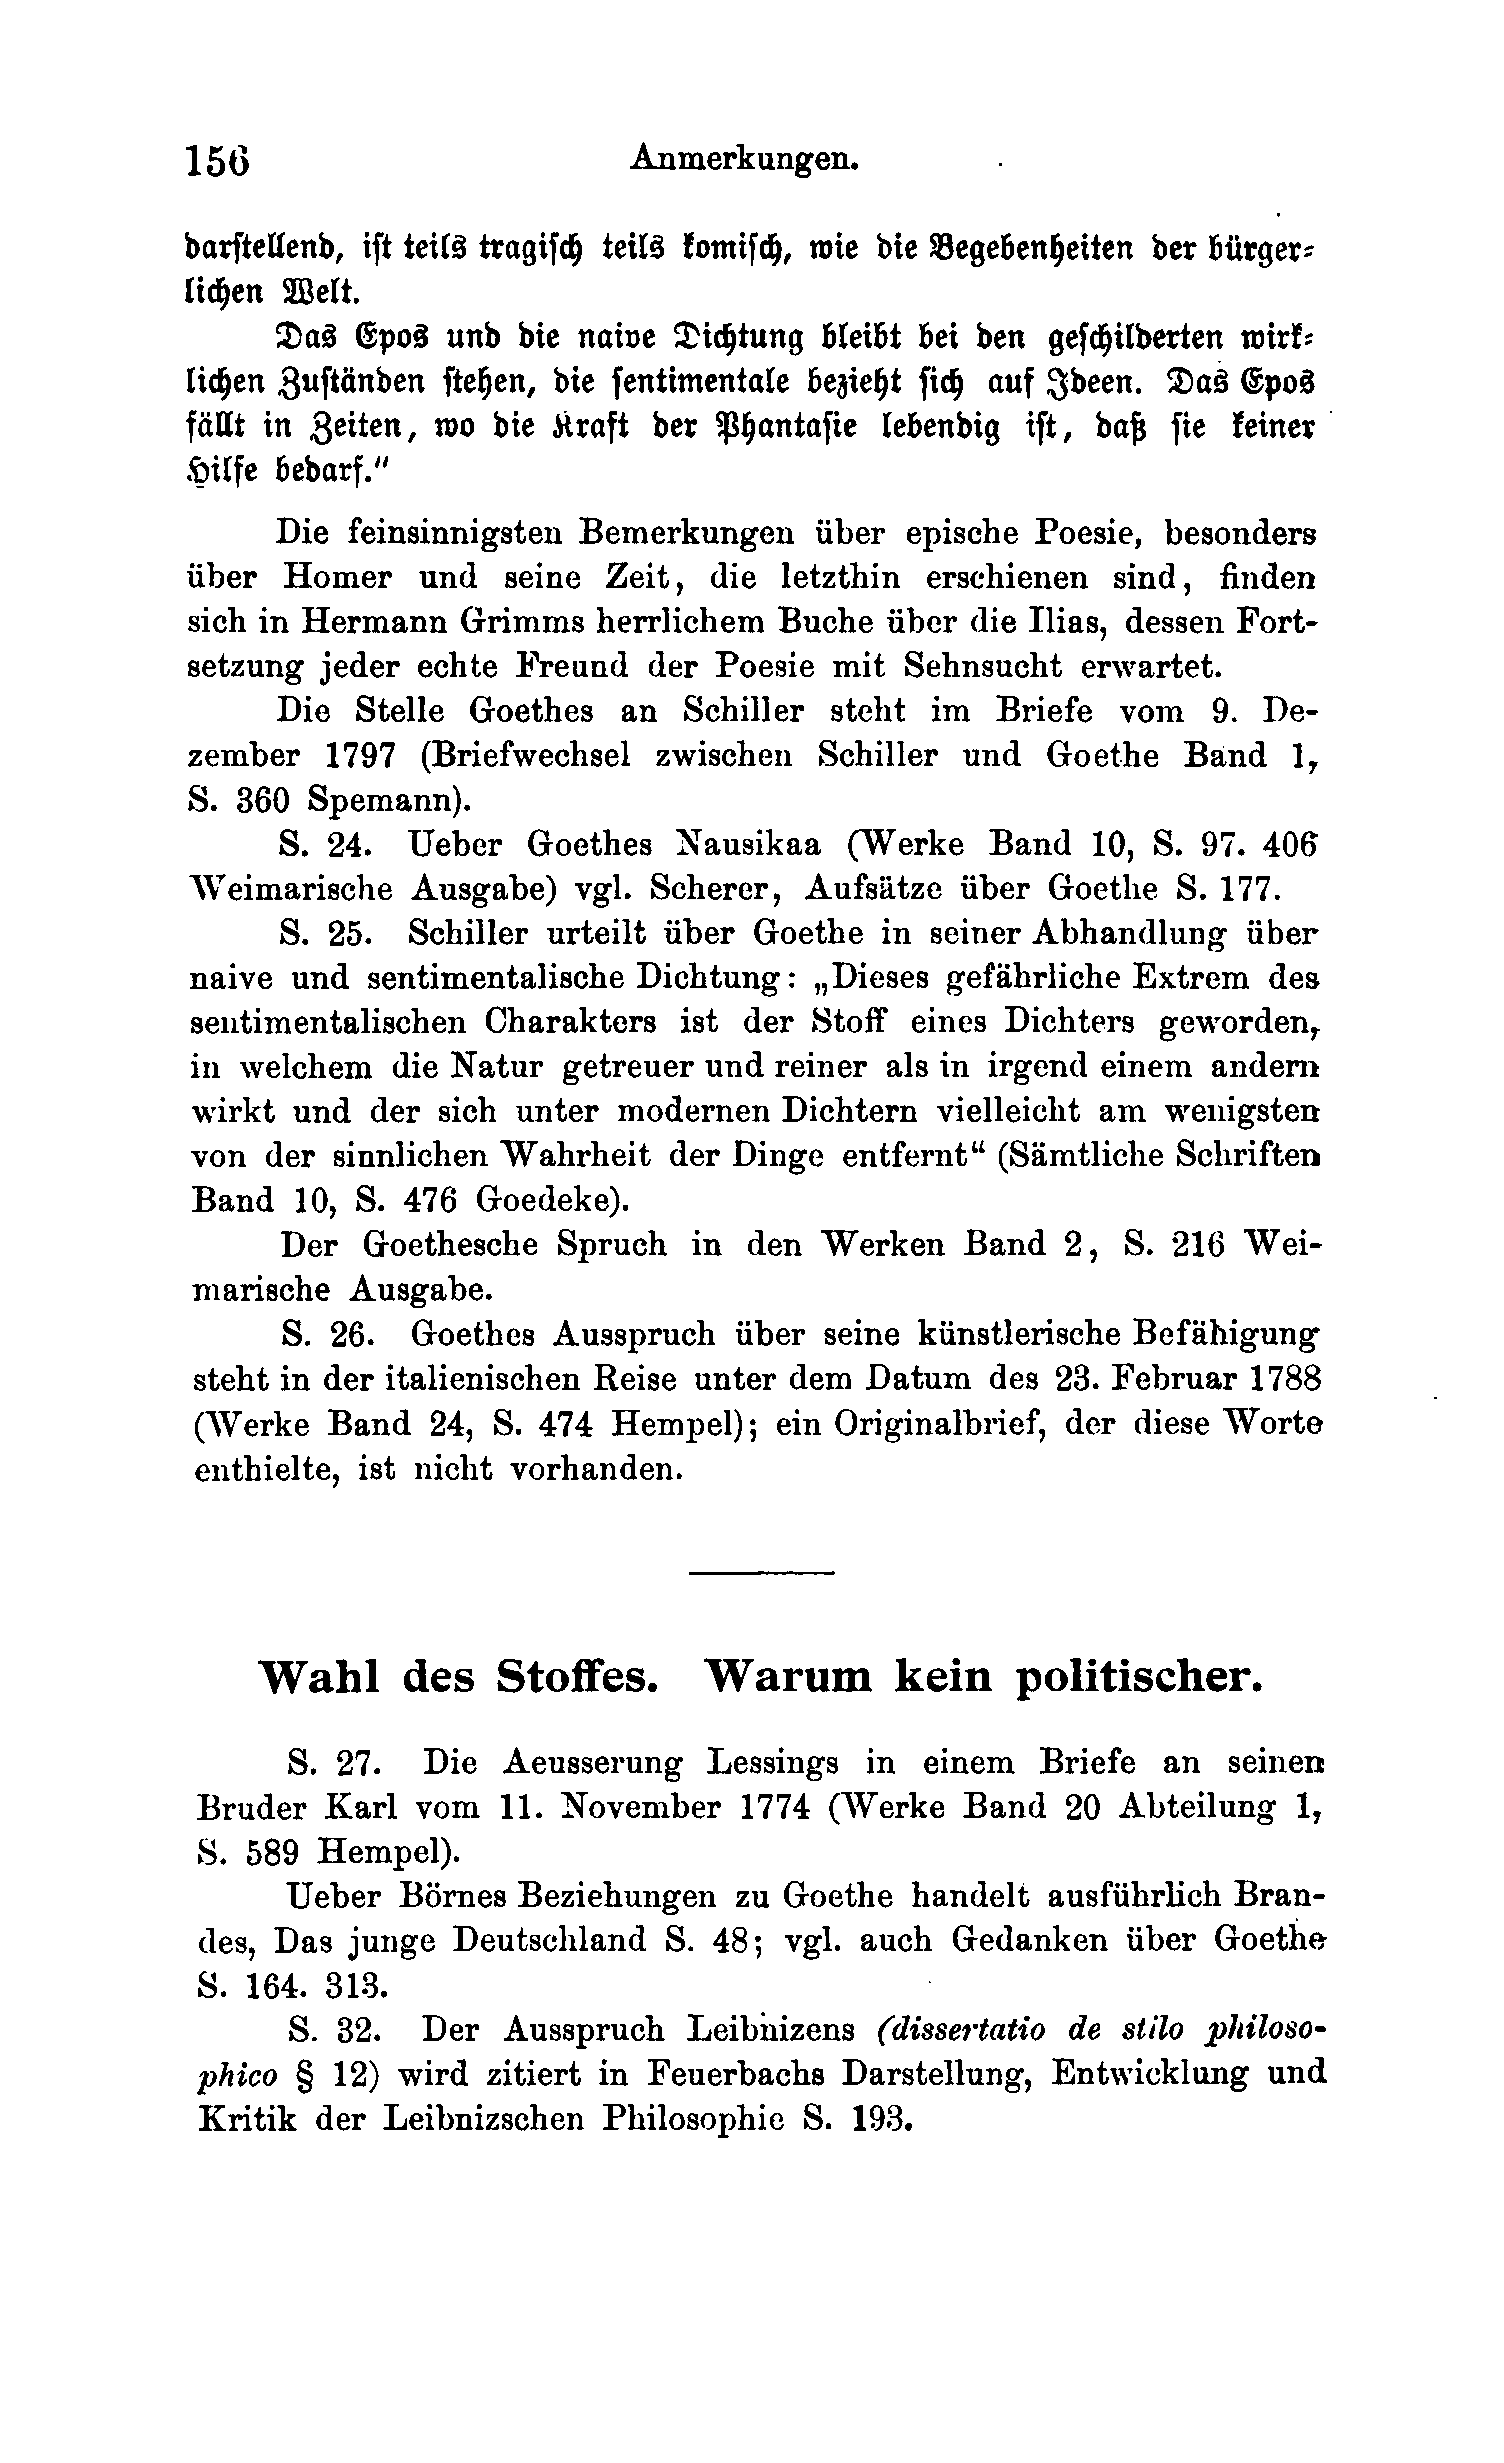 156 Anmerkungen.
darstellend, ist teils tragisch teils komisch, wie die Begebenheiten der bürger-
lichen Welt.
Das Epos und die naive Dichtung bleibt bei den geschilderten wirk-
lichen Zuständen stehen, die sentimentale bezieht sich auf Ideen. Das Epos
fällt in Zeiten, wo die Kraft der Phantasie lebendig ist, daß sie keiner
Hilfe bedarf."
Die feinsinnigsten Bemerkungen über epische Poesie, besonders
über Homer und seine Zeit, die letzthin erschienen sind, finden
sich in Hermann Grimms herrlichem Buche über die Ilias, dessen Fort-
setzung jeder echte Freund der Poesie mit Sehnsucht erwartet.
Die Stelle Goethes an Schiller steht im Briefe vom 9. De-
zember 1797 (Briefwechsel zwischen Schiller und Goethe Band 1,
S. 360 Spemann).
S. 24. Ueber Goethes Nausikaa (Werke Band 10, S. 97. 406
Weimarische Ausgabe) vgl. Scherer, Aufsätze über Goethe S. 177.
S. 25. Schiller urteilt über Goethe in seiner Abhandlung über
naive und sentimentalische Dichtung: „Dieses gefährliche Extrem des
sentimentalischen Charakters ist der Stoff eines Dichters geworden,
in welchem die Natur getreuer und reiner als in irgend einem andern
wirkt und der sich unter modernen Dichtern vielleicht am wenigsten
von der sinnlichen Wahrheit der Dinge entfernt“ (Sämtliche Schriften
Band 10, S. 476 Goedeke).
Der Goethesche Spruch in den Werken Band 2, S. 216 Wei-
marische Ausgabe.
S. 26. Goethes Ausspruch über seine künstlerische Befähigung
steht in der italienischen Reise unter dem Datum des 23. Februar 1788
(Werke Band 24, S. 474 Hempel); ein Originalbrief, der diese Worte
enthielte, ist nicht vorhanden.
Wahl des Stoffes. Warum kein politischer.
S. 27. Die Aeusserung Lessings in einem Briefe an seinen
Bruder Karl vom 11. November 1774 (Werke Band 20 Abteilung 1,
S. 589 Hempel).
Ueber Börnes Beziehungen zu Goethe handelt ausführlich Bran-
des, Das junge Deutschland S. 48; vgl. auch Gedanken über Goethe
S. 164. 313.
S. 32. Der Ausspruch Leibnizens (dissertatio de stilo philoso-
phico § 12) wird zitiert in Feuerbachs Darstellung, Entwicklung und
Kritik der Leibnizschen Philosophie S. 193.